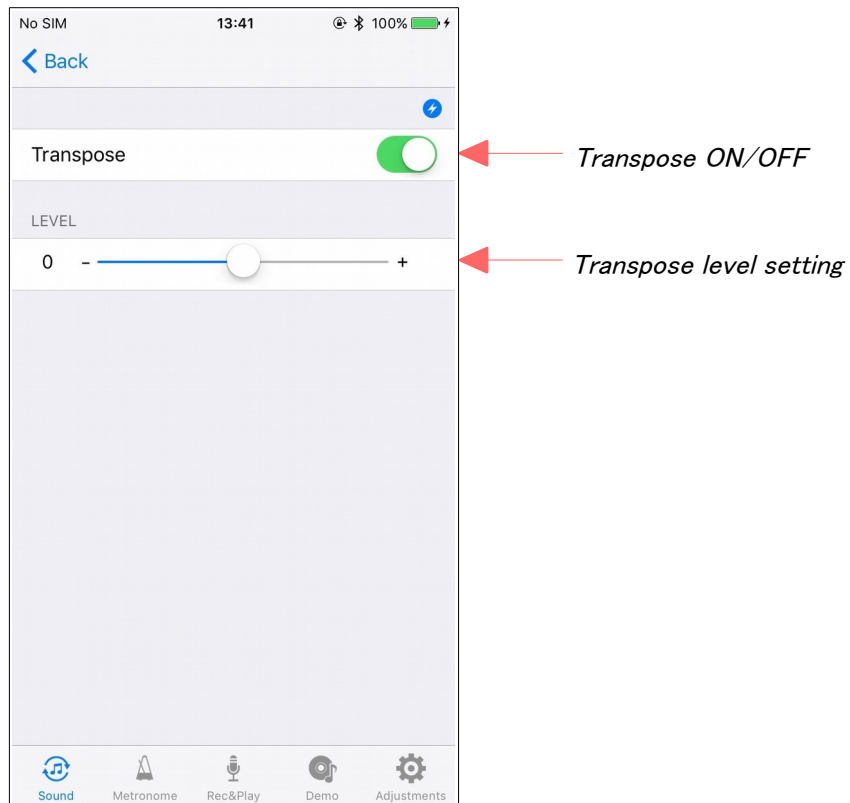 No SIM 13:41 100%
Back
Transpose Transpose ON/OFF
LEVEL
0 - + Transpose level setting
Sound Metronome Rec&Play Demo Adjustments